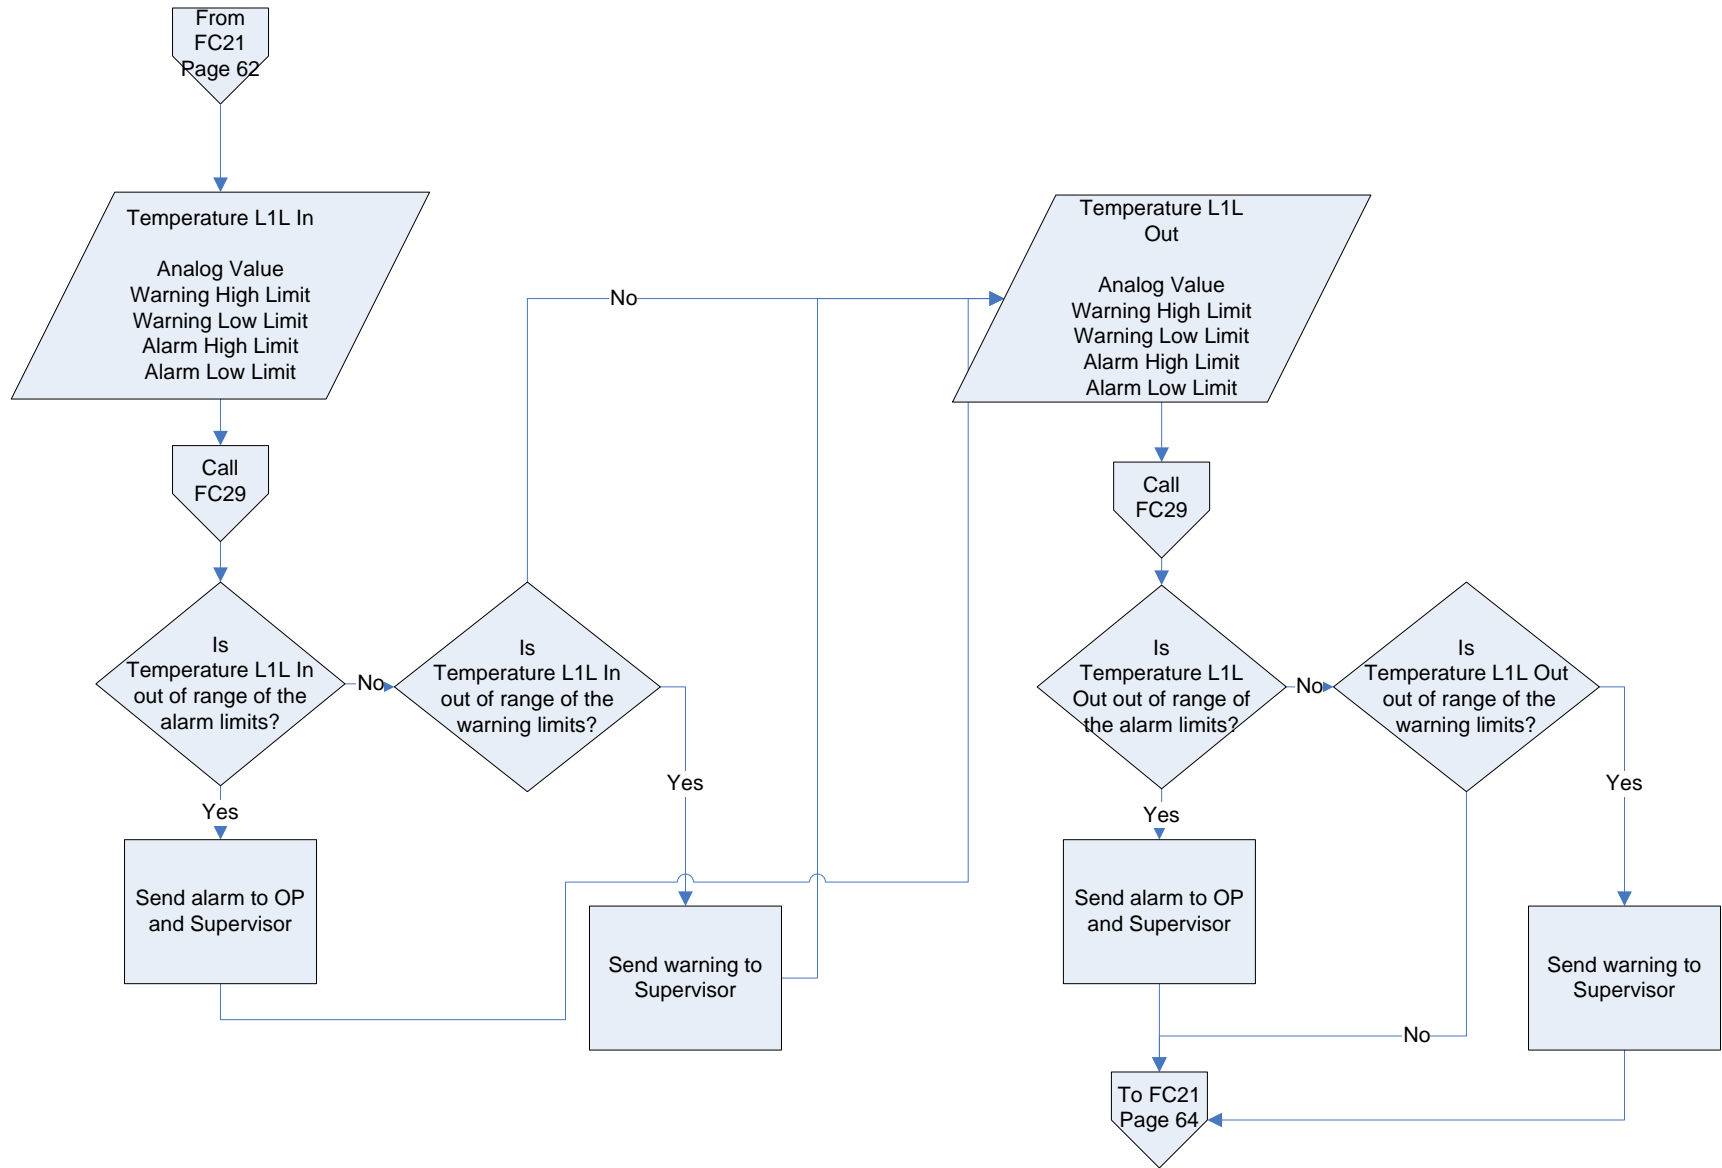 From
FC21
Page 62
Temperature L1L In
Analog Value
Warning High Limit
Warning Low Limit
Alarm High Limit
Alarm Low Limit
Call
FC29
Is
Temperature L1L In
out of range of the
alarm limits?
No
Is
Temperature L1L In
out of range of the
warning limits?
No
Yes
Yes
Send alarm to OP
and Supervisor
Send warning to
Supervisor
Temperature L1L
Out
Analog Value
Warning High Limit
Warning Low Limit
Alarm High Limit
Alarm Low Limit
Call
FC29
Is
Temperature L1L
Out out of range of
the alarm limits?
No
Is
Temperature L1L Out
out of range of the
warning limits?
Yes
Yes
Send alarm to OP
and Supervisor
Send warning to
Supervisor
No
To FC21
Page 64